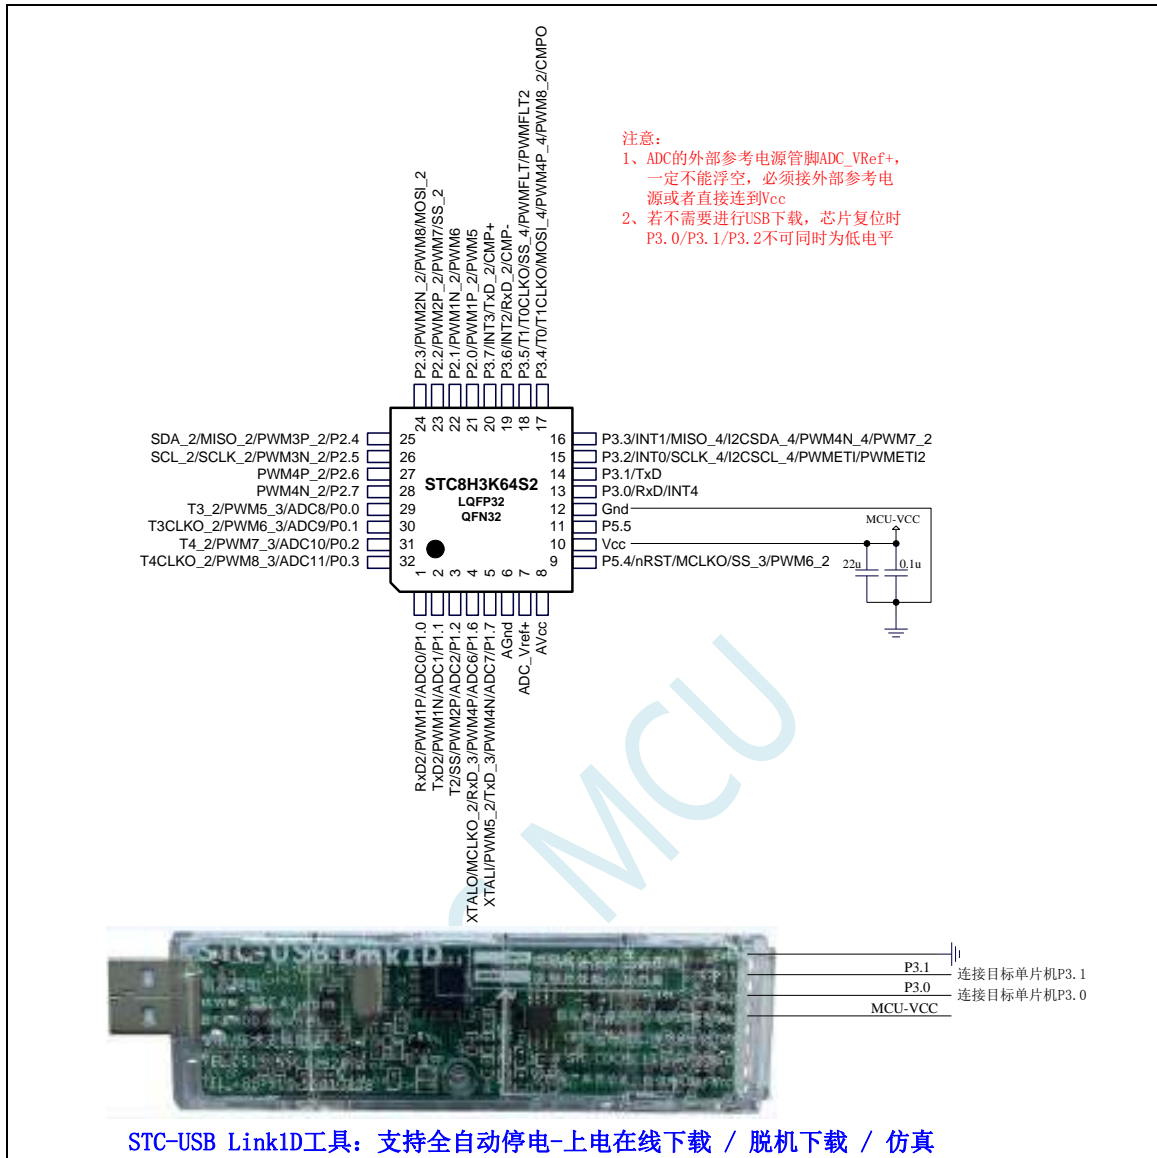 P2.3/PWM2N_2/PWM8/MOSI_2
P2.2/PWM2P_2/PWM7/SS_2
P2.1/PWM1N_2/PWM6
P2.0/PWM1P_2/PWM5
P3.7/INT3/TxD_2/CMP+
P3.6/INT2/RxD_2/CMP-
P3.5/T1/T0CLKO/SS_4/PWMFLT/PWMFLT2
P3.4/T0/T1CLKO/MOSI_4/PWM4P_4/PWM8_2/CMPO
注意：
1、ADC的外部参考电源管脚ADC_VRef+，
一定不能浮空，必须接外部参考电
源或者直接连到Vcc
2、若不需要进行USB下载，芯片复位时
P3.0/P3.1/P3.2不可同时为低电平
24 23 22 21 20 19 18 17
SDA_2/MISO_2/PWM3P_2/P2.4 25
SCL_2/SCLK_2/PWM3N_2/P2.5 26
PWM4P_2/P2.6 27
PWM4N_2/P2.7 28
T3_2/PWM5_3/ADC8/P0.0 29
T3CLKO_2/PWM6_3/ADC9/P0.1 30
T4_2/PWM7_3/ADC10/P0.2 31
T4CLKO_2/PWM8_3/ADC11/P0.3 32
STC8H3K64S2
LQFP32
QFN32
16 P3.3/INT1/MISO_4/I2CSDA_4/PWM4N_4/PWM7_2
15 P3.2/INT0/SCLK_4/I2CSCL_4/PWMETI/PWMETI2
14 P3.1/TxD
13 P3.0/RxD/INT4
12 Gnd
11 P5.5
10 Vcc
9 P5.4/nRST/MCLKO/SS_3/PWM6_2
MCU-VCC
22u
0.1u
1 2 3 4 5 6 7 8
RxD2/PWM1P/ADC0/P1.0
TxD2/PWM1N/ADC1/P1.1
T2/SS/PWM2P/ADC2/P1.2
XTALO/MCLKO_2/RxD_3/PWM4P/ADC6/P1.6
XTALI/PWM5_2/TxD_3/PWM4N/ADC7/P1.7
AGnd
ADC_Vref+
AVcc
MCU
STC-USB Link1D
P3.1 连接目标单片机P3.1
P3.0 连接目标单片机P3.0
MCU-VCC
STC-USB Link1D工具：支持全自动停电-上电在线下载 / 脱机下载 / 仿真